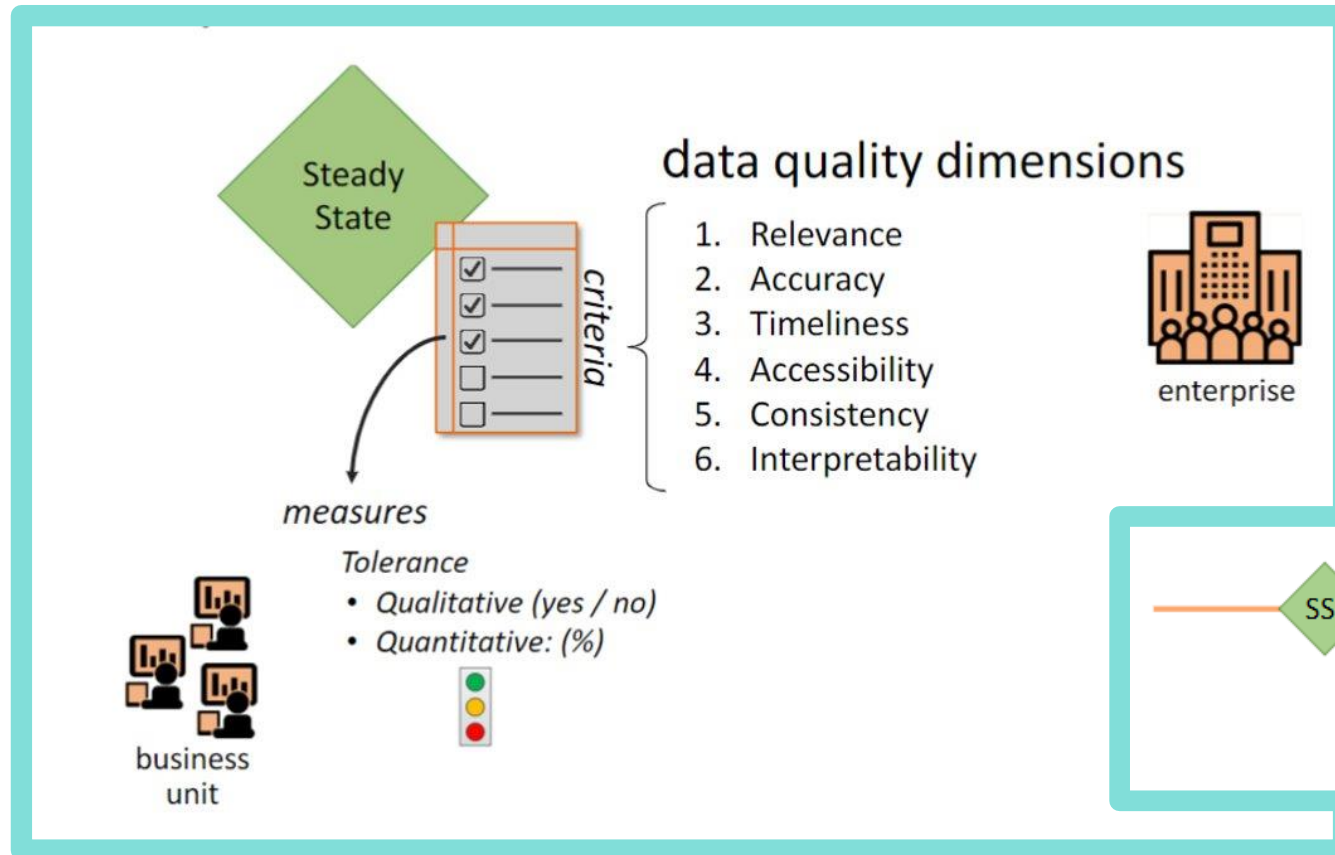 Steady
State
data quality dimensions
criteria
1. Relevance
2. Accuracy
3. Timeliness
4. Accessibility
5. Consistency
6. Interpretability
enterprise
measures
Tolerance
• Qualitative (yes / no)
• Quantitative: (%)
business
unit
SS